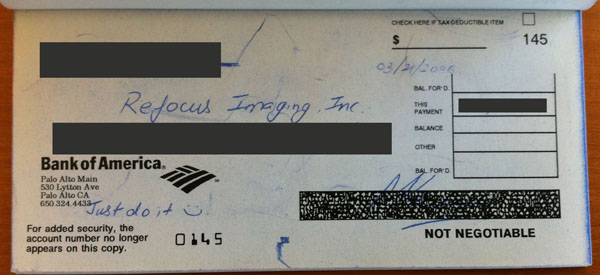 CHECK HERE IF TAX DEDUCTIBLE ITEM
$ 145
03/21/2006
BAL. FOR'D.
Refocus Imaging. Inc.
THIS PAYMENT
BALANCE
OTHER
BAL. FOR'D.
Bank of America.
Palo Alto Main
530 Lytton Ave
Palo Alto CA
650.324.4433
Just do it
For added security, the
account number no longer
appears on this copy.
0145
NOT NEGOTIABLE